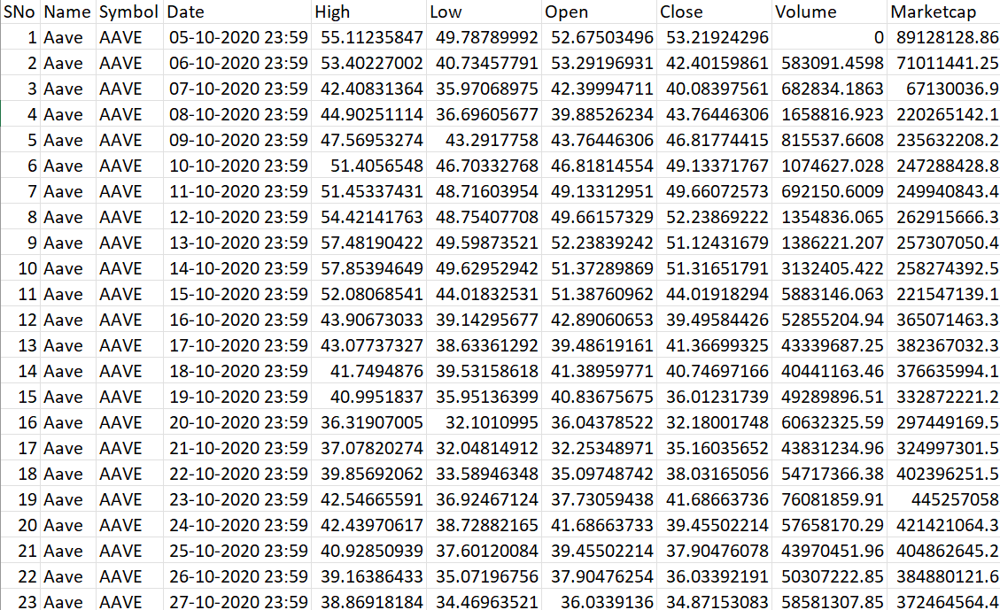 SNo Name Symbol Date High Low Open Close Volume Marketcap
1 Aave AAVE 05-10-2020 23:59 55.11235847 49.78789992 52.67503496 53.21924296 0 89128128.86
2 Aave AAVE 06-10-2020 23:59 53.40227002 40.73457791 53.29196931 42.40159861 583091.4598 71011441.25
3 Aave AAVE 07-10-2020 23:59 42.40831364 35.97068975 42.39994711 40.08397561 682834.1863 67130036.9
4 Aave AAVE 08-10-2020 23:59 44.90251114 36.69605677 39.88526234 43.76446306 1658816.923 220265142.1
5 Aave AAVE 09-10-2020 23:59 47.56953274 43.2917758 43.76446306 46.81774415 815537.6608 235632208.2
6 Aave AAVE 10-10-2020 23:59 51.4056548 46.70332768 46.81814554 49.13371767 1074627.028 247288428.8
7 Aave AAVE 11-10-2020 23:59 51.45337431 48.71603954 49.13312951 49.66072573 692150.6009 249940843.4
8 Aave AAVE 12-10-2020 23:59 54.42141763 48.75407708 49.66157329 52.23869222 1354836.065 262915666.3
9 Aave AAVE 13-10-2020 23:59 57.48190422 49.59873521 52.23839242 51.12431679 1386221.207 257307050.4
10 Aave AAVE 14-10-2020 23:59 57.85394649 49.62952942 51.37289869 51.31651791 3132405.422 258274392.5
11 Aave AAVE 15-10-2020 23:59 52.08068541 44.01832531 51.38760962 44.01918294 5883146.063 221547139.1
12 Aave AAVE 16-10-2020 23:59 43.90673033 39.14295677 42.89060653 39.49584426 52855204.94 365071463.3
13 Aave AAVE 17-10-2020 23:59 43.07737327 38.63361292 39.48619161 41.36699325 43339687.25 382367032.3
14 Aave AAVE 18-10-2020 23:59 41.7494876 39.53158618 41.38959771 40.74697166 40441163.46 376635994.1
15 Aave AAVE 19-10-2020 23:59 40.9951837 35.95136399 40.83675675 36.01231739 49289896.51 332872221.2
16 Aave AAVE 20-10-2020 23:59 36.31907005 32.1010995 36.04378522 32.18001748 60632325.59 297449169.5
17 Aave AAVE 21-10-2020 23:59 37.07820274 32.04814912 32.25348971 35.16035652 43831234.96 324997301.5
18 Aave AAVE 22-10-2020 23:59 39.85692062 33.58946348 35.09748742 38.03165056 54717366.38 402396251.5
19 Aave AAVE 23-10-2020 23:59 42.54665591 36.92467124 37.73059438 41.68663736 76081859.91 445257058
20 Aave AAVE 24-10-2020 23:59 42.43970617 38.72882165 41.68663733 39.45502214 57658170.29 421421064.3
21 Aave AAVE 25-10-2020 23:59 40.92850939 37.60120084 39.45502214 37.90476078 43970451.96 404862645.2
22 Aave AAVE 26-10-2020 23:59 39.16386433 35.07196756 37.90476254 36.03392191 50307222.85 384880121.6
23 Aave AAVE 27-10-2020 23:59 38.86918184 34.46963521 36.0339136 34.87153083 58581307.85 372464564.4